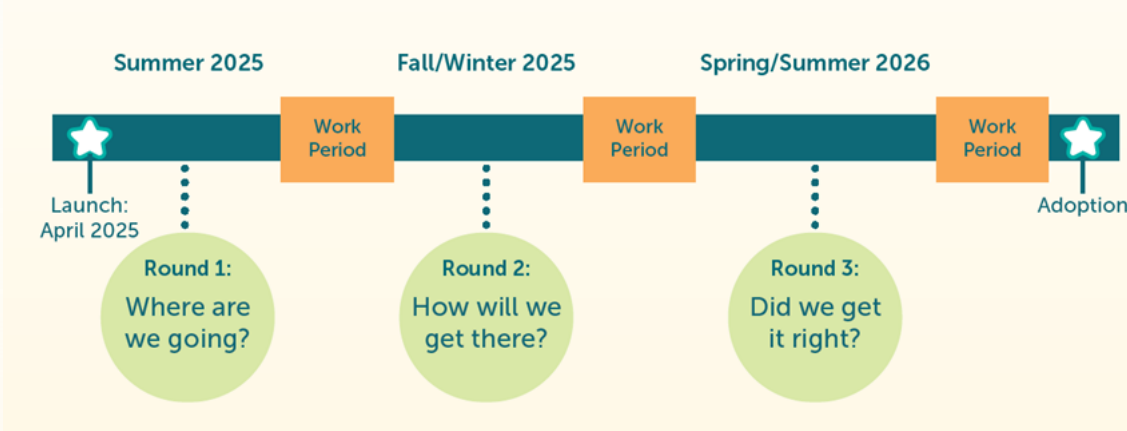 Summer 2025
Fall/Winter 2025
Spring/Summer 2026
Work
Period
Work
Period
Work
Period
Launch:
April 2025
Adoption
Round 1:
Where are
we going?
Round 2:
How will we
get there?
Round 3:
Did we get
it right?